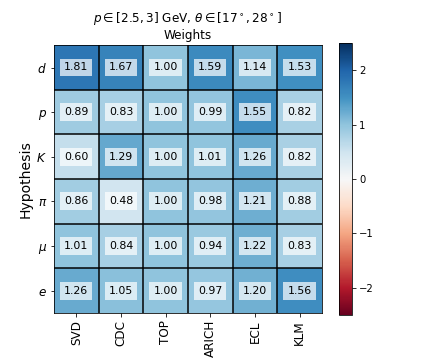 p ∈ [2.5, 3] GeV, θ ∈ [17°, 28°]
Weights
d 1.81 1.67 1.00 1.59 1.14 1.53
p 0.89 0.83 1.00 0.99 1.55 0.82
K 0.60 1.29 1.00 1.01 1.26 0.82
π 0.86 0.48 1.00 0.98 1.21 0.88
μ 1.01 0.84 1.00 0.94 1.22 0.83
e 1.26 1.05 1.00 0.97 1.20 1.56
Hypothesis
SVD CDC TOP ARICH ECL KLM
2
1
0
−1
−2